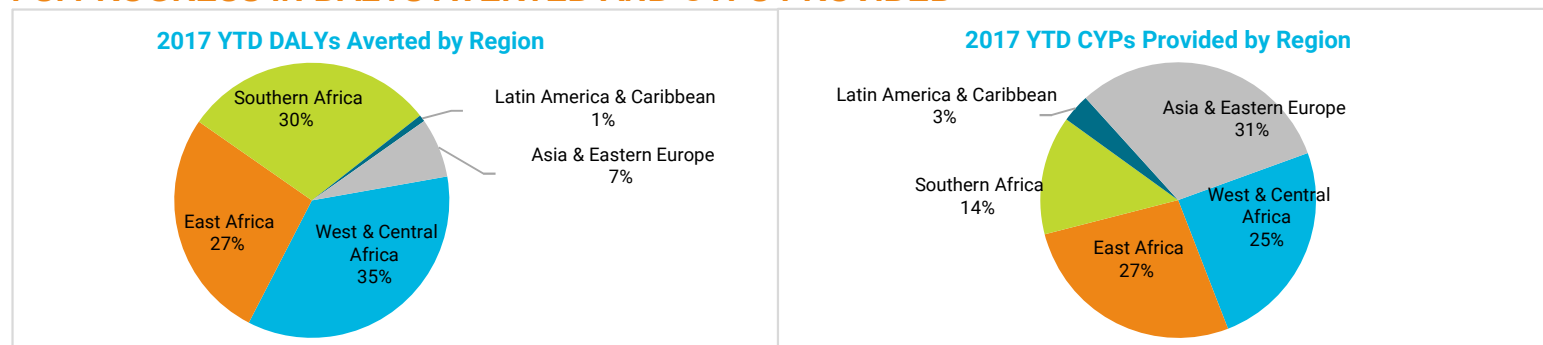 2017 YTD DALYs Averted by Region
Southern Africa
30%
Latin America & Caribbean
1%
Asia & Eastern Europe
7%
East Africa
27%
West & Central
Africa
35%
2017 YTD CYPs Provided by Region
Latin America & Caribbean
3%
Asia & Eastern Europe
31%
Southern Africa
14%
West & Central
Africa
25%
East Africa
27%